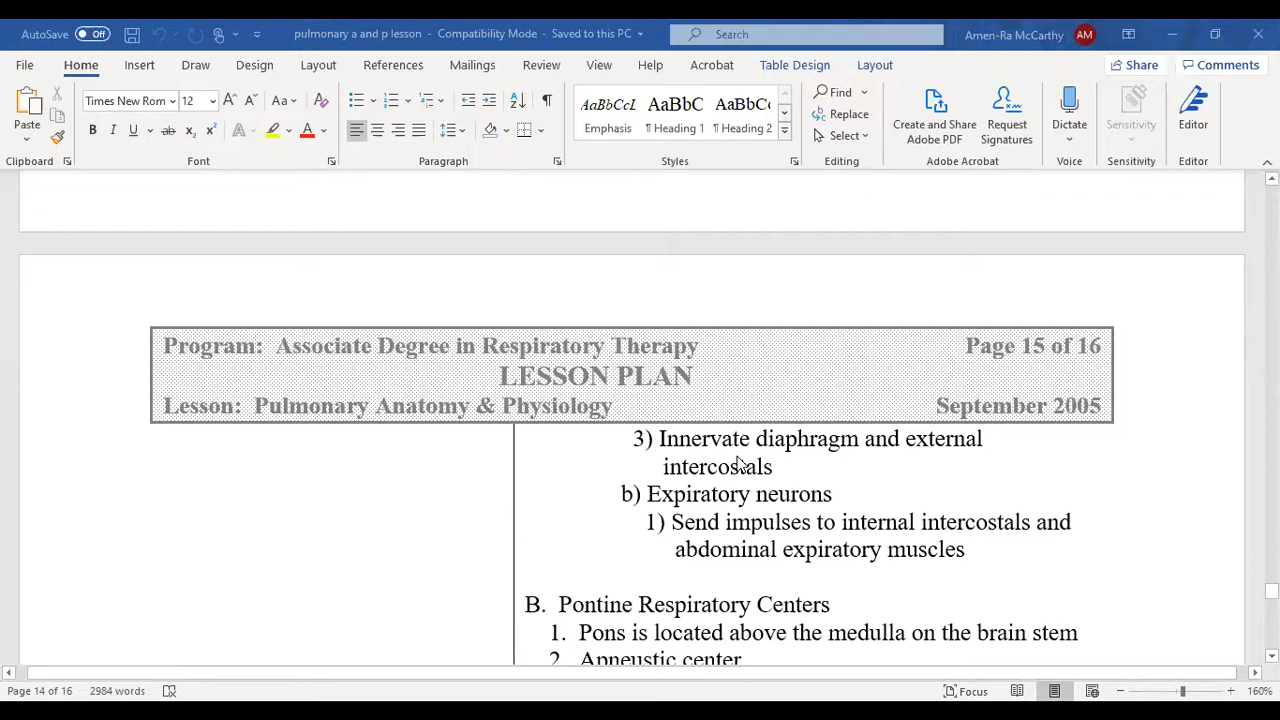 AutoSave Off pulmonary a and p lesson - Compatibility Mode - Saved to this PC Search Amen-Ra McCarthy AM
File Home Insert Draw Design Layout References Mailings Review View Help Acrobat Table Design Layout Share Comments
Times New Rom 12 A A Aa A
Paste
B I U ab x₂ x² A A
AaBbCcL AaBbC AaBbC
Emphasis ¶ Heading 1 ¶ Heading 2
Find
Replace
Select
Create and Share Adobe PDF
Request Signatures
Dictate
Sensitivity
Editor
Clipboard Font Paragraph Styles Editing Adobe Acrobat Voice Sensitivity Editor
Program: Associate Degree in Respiratory Therapy Page 15 of 16
LESSON PLAN
Lesson: Pulmonary Anatomy & Physiology September 2005
3) Innervate diaphragm and external
intercostals
b) Expiratory neurons
1) Send impulses to internal intercostals and
abdominal expiratory muscles
B. Pontine Respiratory Centers
1. Pons is located above the medulla on the brain stem
2. Apneustic center
Page 14 of 16 2984 words Focus 160%